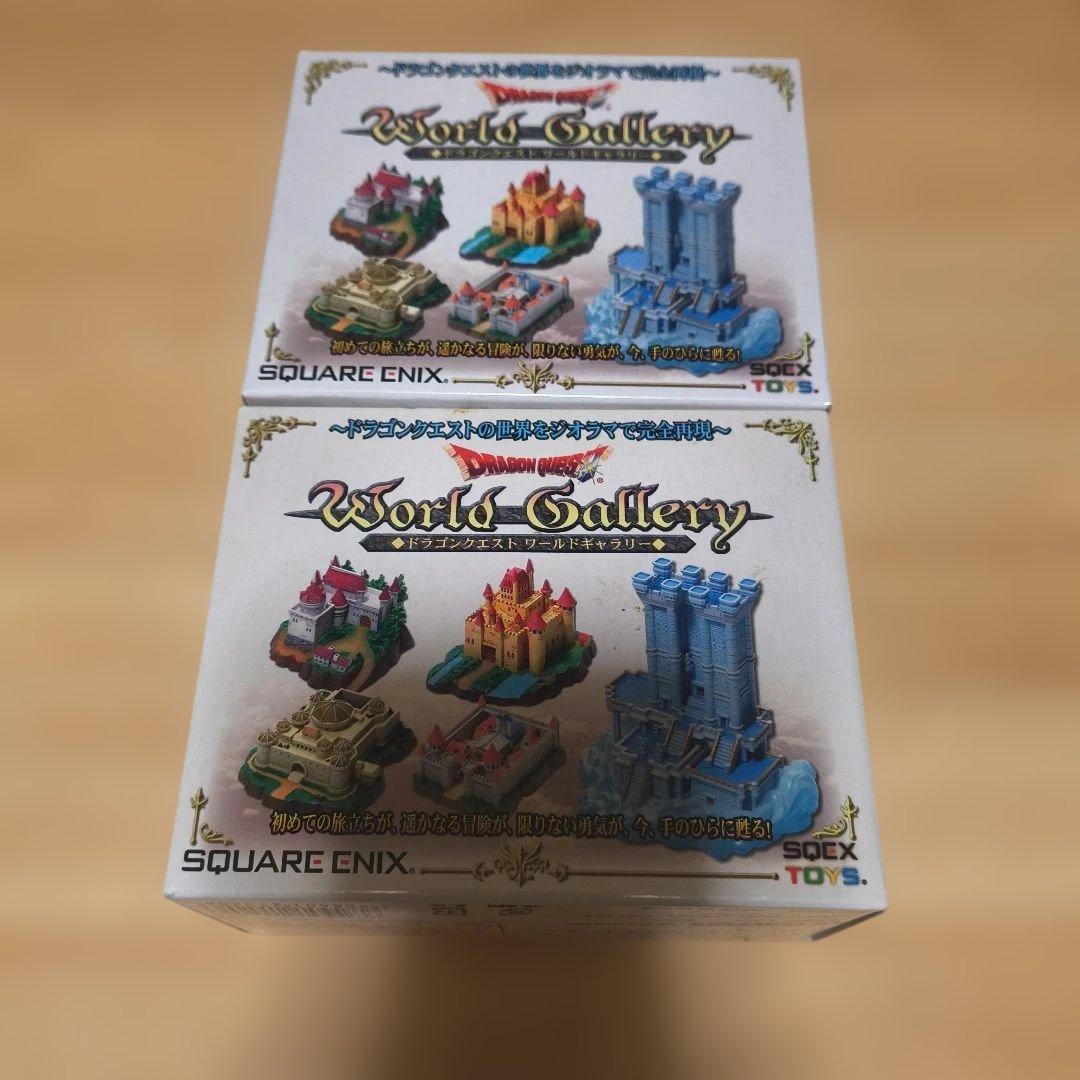 ～ドラゴンクエストの世界をジオラマで完全再現～
DRAGON QUEST
World Gallery
◆ドラゴンクエスト ワールドギャラリー◆
初めての旅立ちが、遥かなる冒険が、限りない勇気が、今、手のひらに甦る!
SQUARE ENIX®
SQEX
TOYS®
～ドラゴンクエストの世界をジオラマで完全再現～
DRAGON QUEST®
World Gallery
◆ドラゴンクエスト ワールドギャラリー◆
初めての旅立ちが、遥かなる冒険が、限りない勇気が、今、手のひらに甦る!
SQUARE ENIX®
SQEX
TOYS®